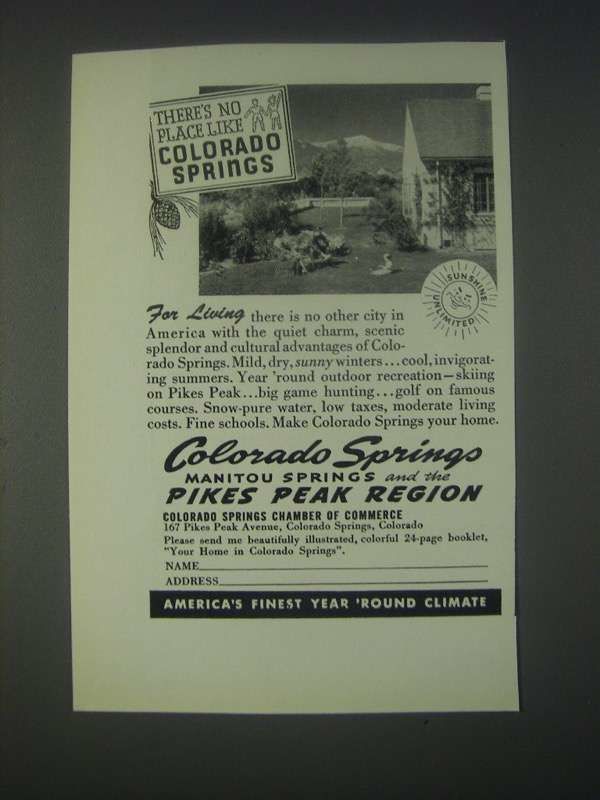 THERE'S NO
PLACE LIKE
COLORADO
SPRINGS
SUNSHINE
UNLIMITED
For Living there is no other city in
America with the quiet charm, scenic
splendor and cultural advantages of Colo-
rado Springs. Mild, dry, sunny winters...cool, invigorat-
ing summers. Year 'round outdoor recreation—skiing
on Pikes Peak...big game hunting...golf on famous
courses. Snow-pure water, low taxes, moderate living
costs. Fine schools. Make Colorado Springs your home.
Colorado Springs
MANITOU SPRINGS and the
PIKES PEAK REGION
COLORADO SPRINGS CHAMBER OF COMMERCE
167 Pikes Peak Avenue, Colorado Springs, Colorado
Please send me beautifully illustrated, colorful 24-page booklet,
"Your Home in Colorado Springs".
NAME
ADDRESS
AMERICA'S FINEST YEAR 'ROUND CLIMATE